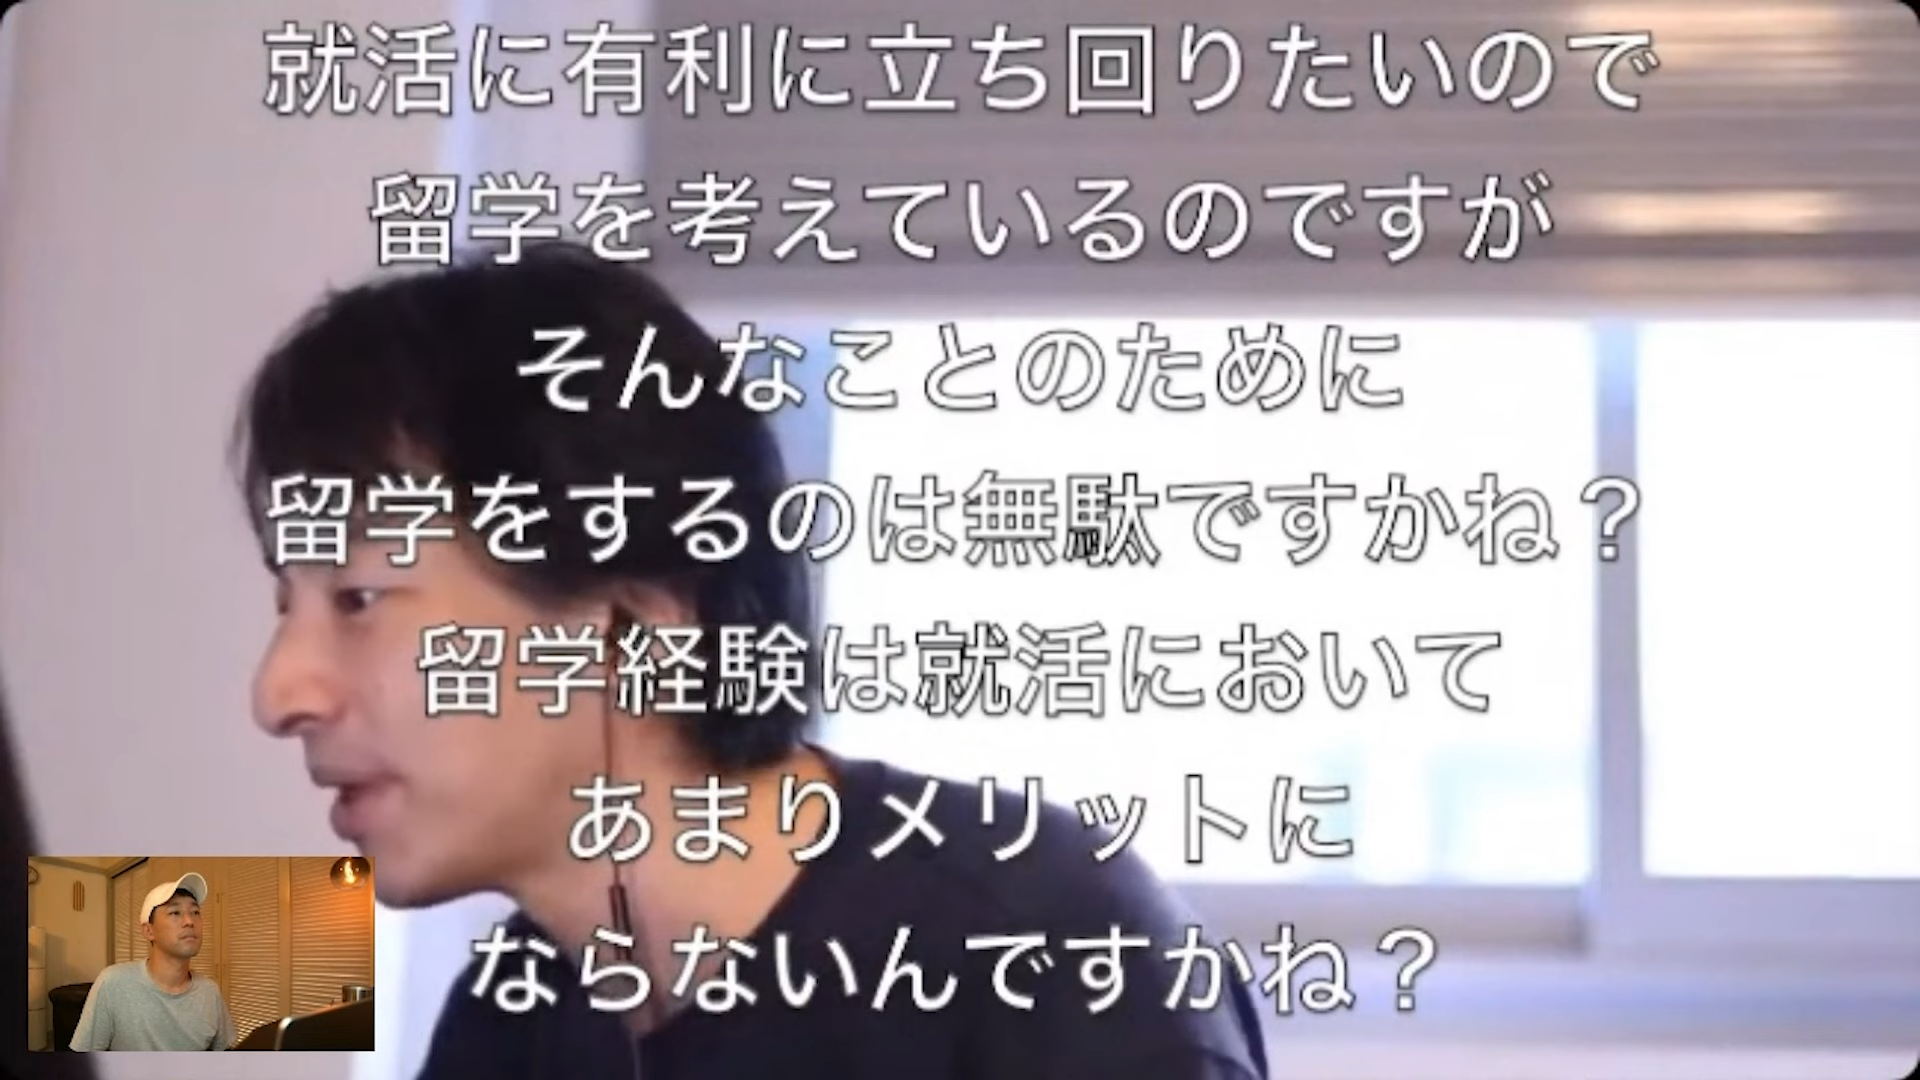 就活に有利に立ち回りたいので
留学を考えているのですが
そんなことのために
留学をするのは無駄ですかね？
留学経験は就活において
あまりメリットに
ならないんですかね？